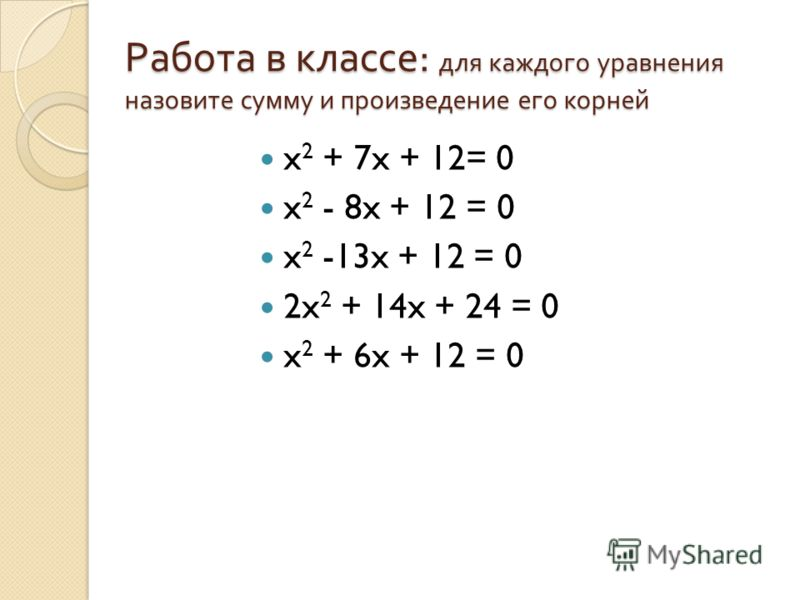 Работа в классе: для каждого уравнения
назовите сумму и произведение его корней
x² + 7x + 12= 0
x² - 8x + 12 = 0
x² -13x + 12 = 0
2x² + 14x + 24 = 0
x² + 6x + 12 = 0
MyShared